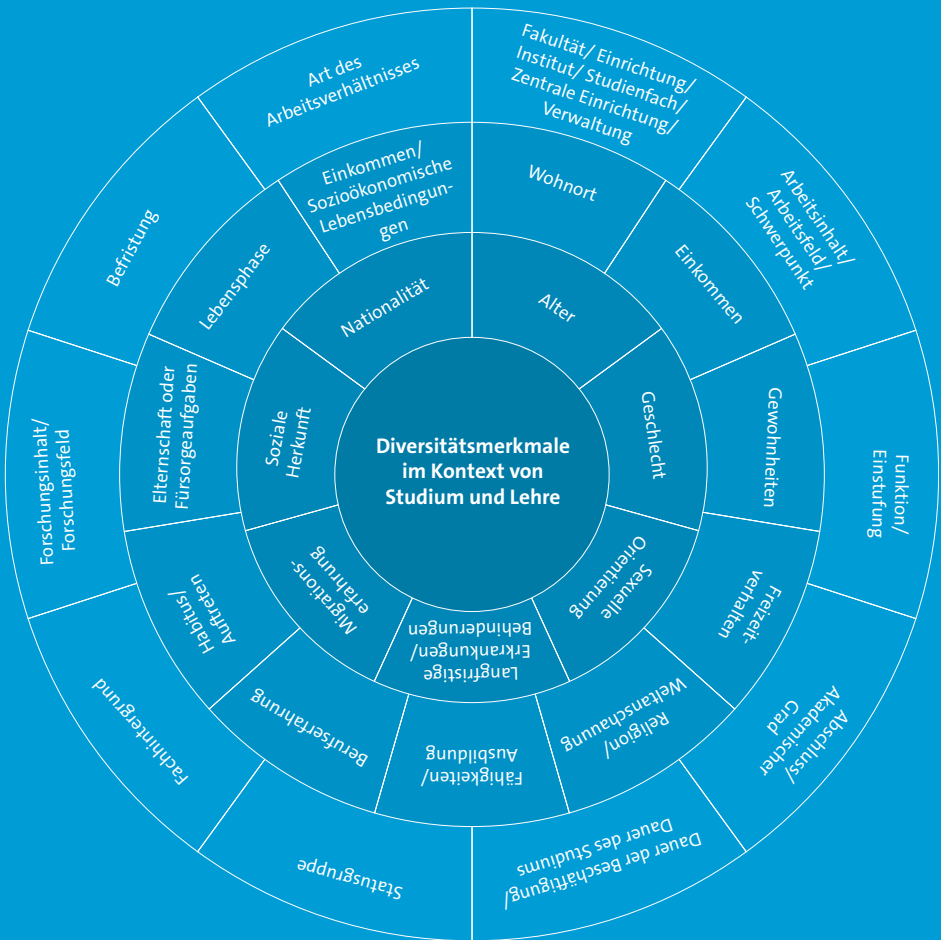 Diversitätsmerkmale
im Kontext von
Studium und Lehre
Alter
Geschlecht
Sexuelle
Orientierung
Langfristige
Erkrankungen/
Behinderungen
Migrations-
erfahrung
Soziale
Herkunft
Nationalität
Wohnort
Einkommen
Gewohnheiten
Freizeit-
verhalten
Religion/
Weltanschauung
Fähigkeiten/
Ausbildung
Berufserfahrung
Habitus/
Auftreten
Elternschaft oder
Fürsorgeaufgaben
Lebensphase
Einkommen/
Sozioökonomische
Lebensbedingun-
gen
Fakultät/ Einrichtung/
Institut/ Studienfach/
Zentrale Einrichtung/
Verwaltung
Arbeitsinhalt/
Arbeitsfeld/
Schwerpunkt
Funktion/
Einstufung
Abschluss/
Akademischer
Grad
Dauer der Beschäftigung/
Dauer des Studiums
Statusgruppe
Fachhintergrund
Forschungsinhalt/
Forschungsfeld
Befristung
Art des
Arbeitsverhältnisses